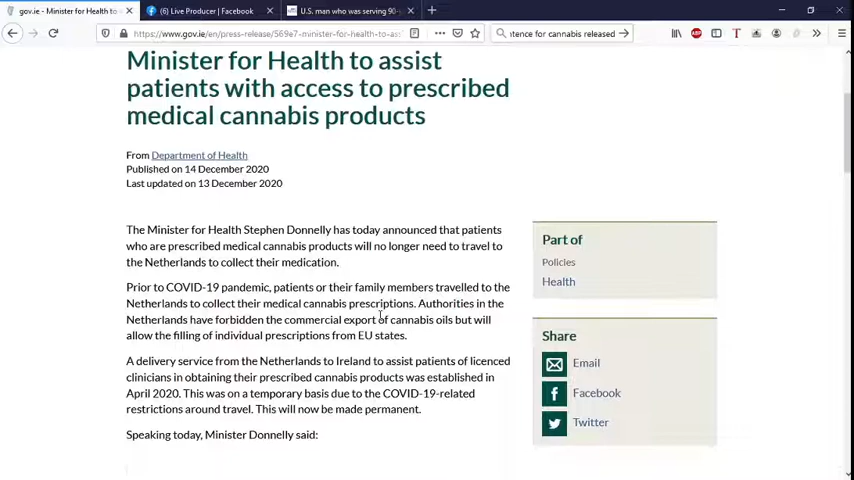 gov.ie - Minister for Health to
(6) Live Producer | Facebook
U.S. man who was serving 90-
https://www.gov.ie/en/press-release/569e7-minister-for-health-to-ass
tence for cannabis released
Minister for Health to assist
patients with access to prescribed
medical cannabis products
From Department of Health
Published on 14 December 2020
Last updated on 13 December 2020
The Minister for Health Stephen Donnelly has today announced that patients
who are prescribed medical cannabis products will no longer need to travel to
the Netherlands to collect their medication.
Prior to COVID-19 pandemic, patients or their family members travelled to the
Netherlands to collect their medical cannabis prescriptions. Authorities in the
Netherlands have forbidden the commercial export of cannabis oils but will
allow the filling of individual prescriptions from EU states.
A delivery service from the Netherlands to Ireland to assist patients of licenced
clinicians in obtaining their prescribed cannabis products was established in
April 2020. This was on a temporary basis due to the COVID-19-related
restrictions around travel. This will now be made permanent.
Speaking today, Minister Donnelly said:
Part of
Policies
Health
Share
Email
Facebook
Twitter